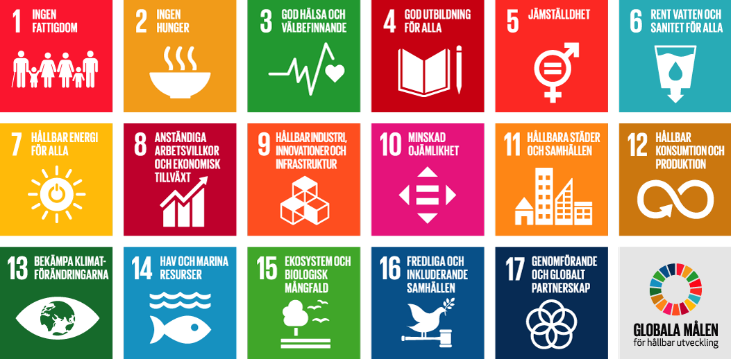 1 INGEN
FATTIGDOM
2 INGEN
HUNGER
3 GOD HÄLSA OCH
VÄLBEFINNANDE
4 GOD UTBILDNING
FÖR ALLA
5 JÄMSTÄLLDHET
6 RENT VATTEN OCH
SANITET FÖR ALLA
7 HÅLLBAR ENERGI
FÖR ALLA
8 ANSTÄNDIGA
ARBETSVILLKOR
OCH EKONOMISK
TILLVÄXT
9 HÅLLBAR INDUSTRI,
INNOVATIONER OCH
INFRASTRUKTUR
10 MINSKAD
OJÄMLIKHET
11 HÅLLBARA STÄDER
OCH SAMHÄLLEN
12 HÅLLBAR
KONSUMTION OCH
PRODUKTION
13 BEKÄMPA KLIMAT-
FÖRÄNDRINGARNA
14 HAV OCH MARINA
RESURSER
15 EKOSYSTEM OCH
BIOLOGISK
MÅNGFALD
16 FREDLIGA OCH
INKLUDERANDE
SAMHÄLLEN
17 GENOMFÖRANDE
OCH GLOBALT
PARTNERSKAP
GLOBALA MÅLEN
för hållbar utveckling